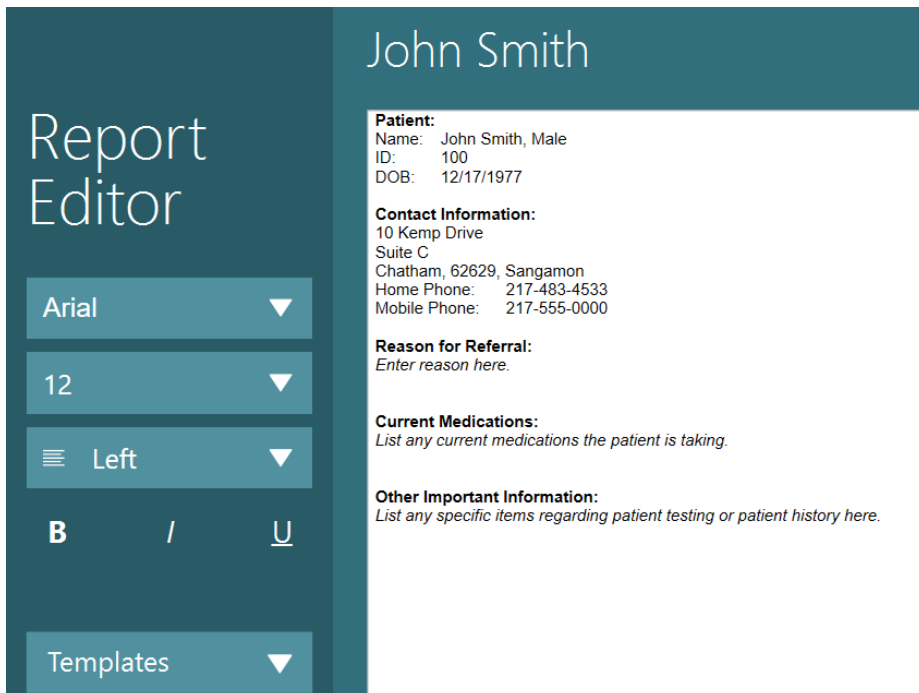 John Smith
Report
Editor
Arial
12
Left
B I U
Templates
Patient:
Name: John Smith, Male
ID: 100
DOB: 12/17/1977
Contact Information:
10 Kemp Drive
Suite C
Chatham, 62629, Sangamon
Home Phone: 217-483-4533
Mobile Phone: 217-555-0000
Reason for Referral:
Enter reason here.
Current Medications:
List any current medications the patient is taking.
Other Important Information:
List any specific items regarding patient testing or patient history here.